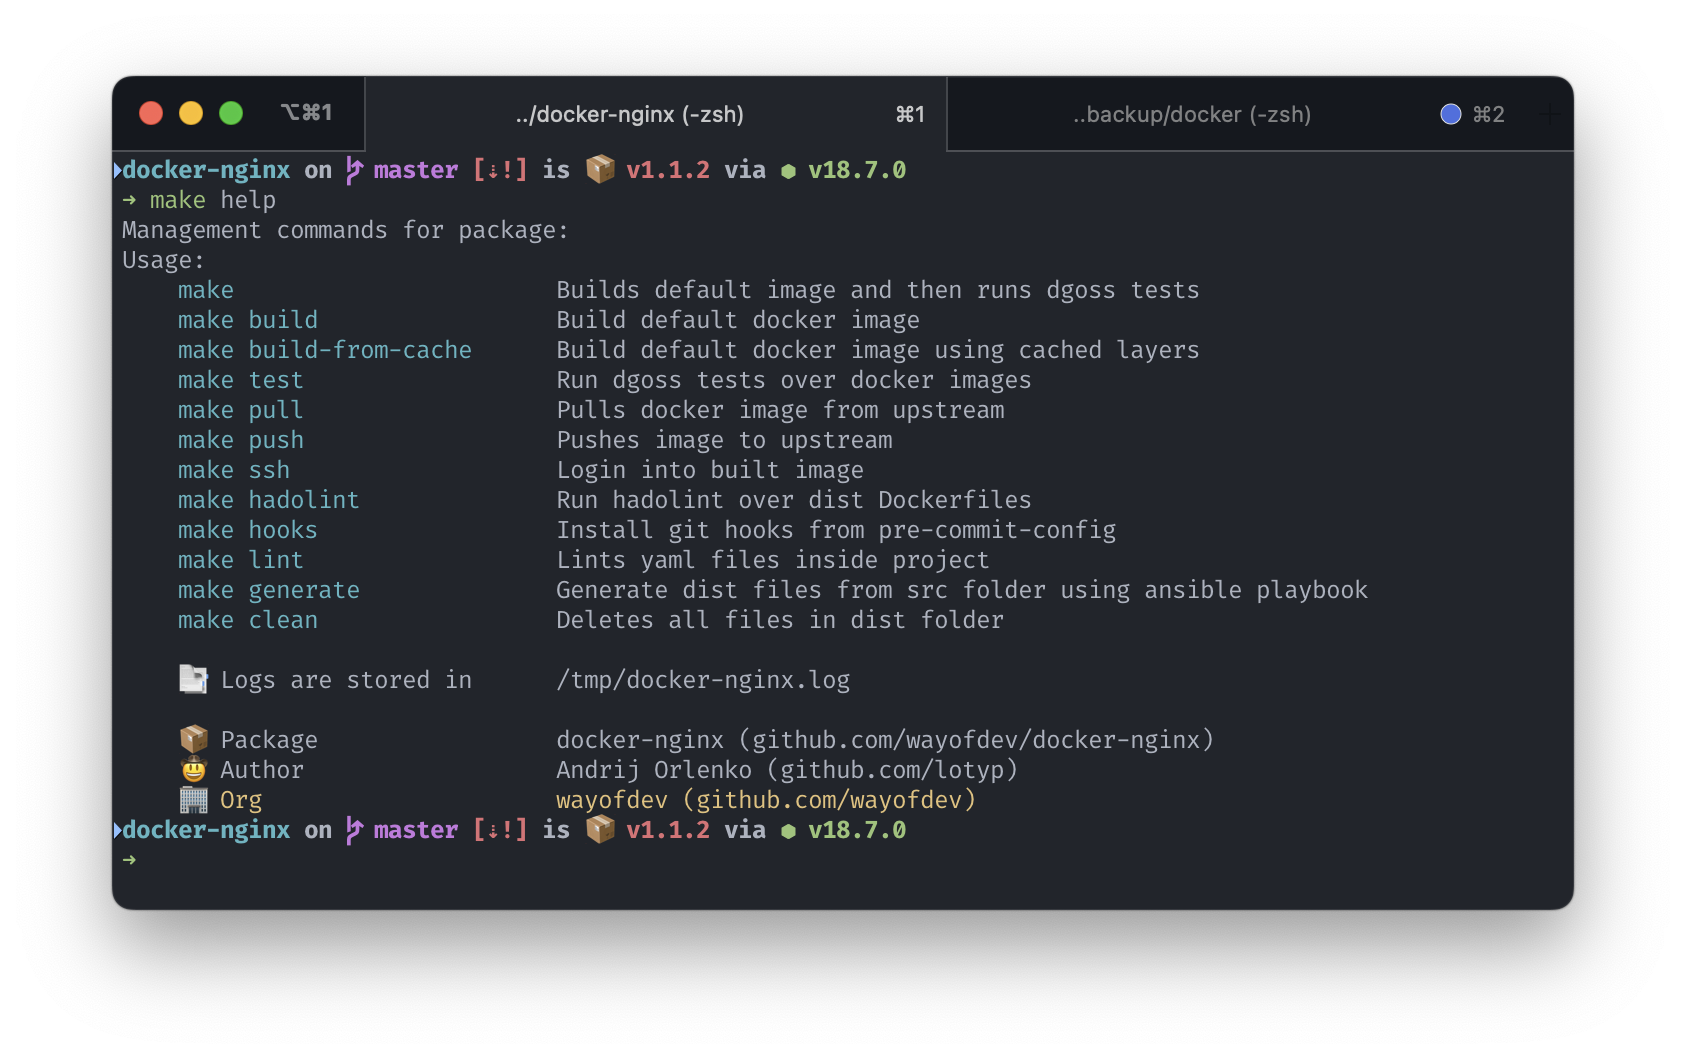 ⌥⌘1
../docker-nginx (-zsh) ⌘1
..backup/docker (-zsh) ⌘2
docker-nginx on master [⇣!] is 📦 v1.1.2 via ⬢ v18.7.0
➜ make help
Management commands for package:
Usage:
make Builds default image and then runs dgoss tests
make build Build default docker image
make build-from-cache Build default docker image using cached layers
make test Run dgoss tests over docker images
make pull Pulls docker image from upstream
make push Pushes image to upstream
make ssh Login into built image
make hadolint Run hadolint over dist Dockerfiles
make hooks Install git hooks from pre-commit-config
make lint Lints yaml files inside project
make generate Generate dist files from src folder using ansible playbook
make clean Deletes all files in dist folder
📑 Logs are stored in /tmp/docker-nginx.log
📦 Package docker-nginx (github.com/wayofdev/docker-nginx)
🤠 Author Andrij Orlenko (github.com/lotyp)
🏢 Org wayofdev (github.com/wayofdev)
docker-nginx on master [⇣!] is 📦 v1.1.2 via ⬢ v18.7.0
➜